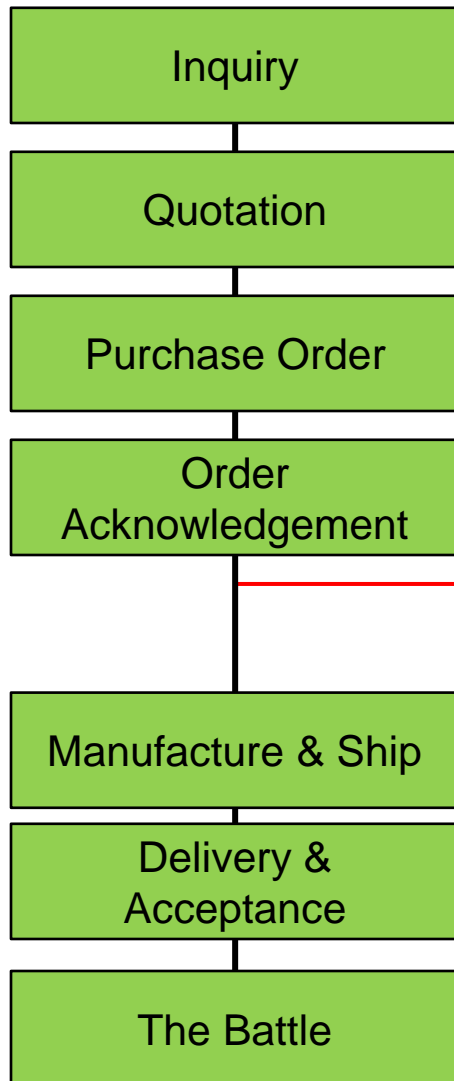 Inquiry
Quotation
Purchase Order
Order
Acknowledgement
Manufacture & Ship
Delivery &
Acceptance
The Battle